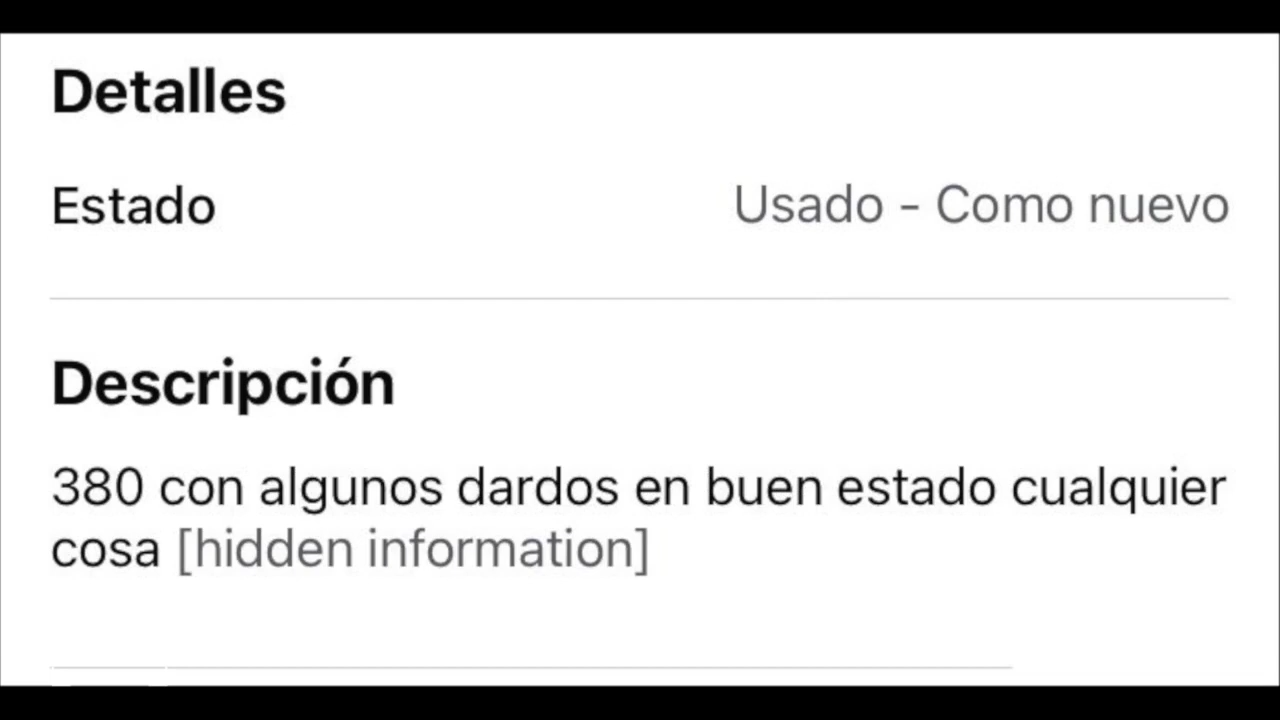 Detalles
Estado
Usado - Como nuevo
Descripción
380 con algunos dardos en buen estado cualquier
cosa [hidden information]